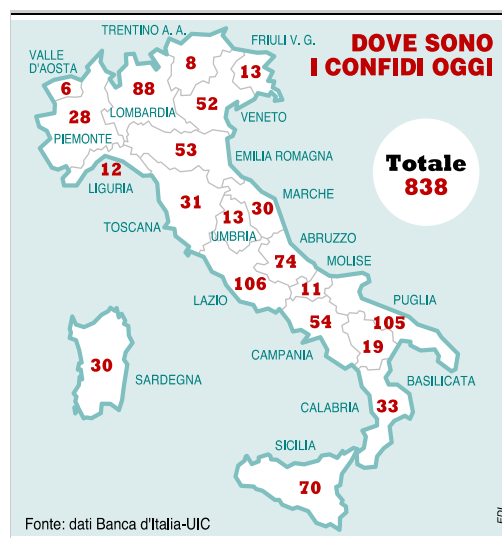 DOVE SONO
I CONFIDI OGGI
TRENTINO A. A.
FRIULI V. G.
VALLE
D'AOSTA
8
13
6
88
52
28
LOMBARDIA
VENETO
PIEMONTE
53
EMILIA ROMAGNA
Totale
838
12
LIGURIA
MARCHE
31
30
13
TOSCANA
UMBRIA
ABRUZZO
74
MOLISE
106
11
LAZIO
PUGLIA
54
105
19
CAMPANIA
30
SARDEGNA
BASILICATA
CALABRIA
33
SICILIA
70
Fonte: dati Banca d'Italia-UIC